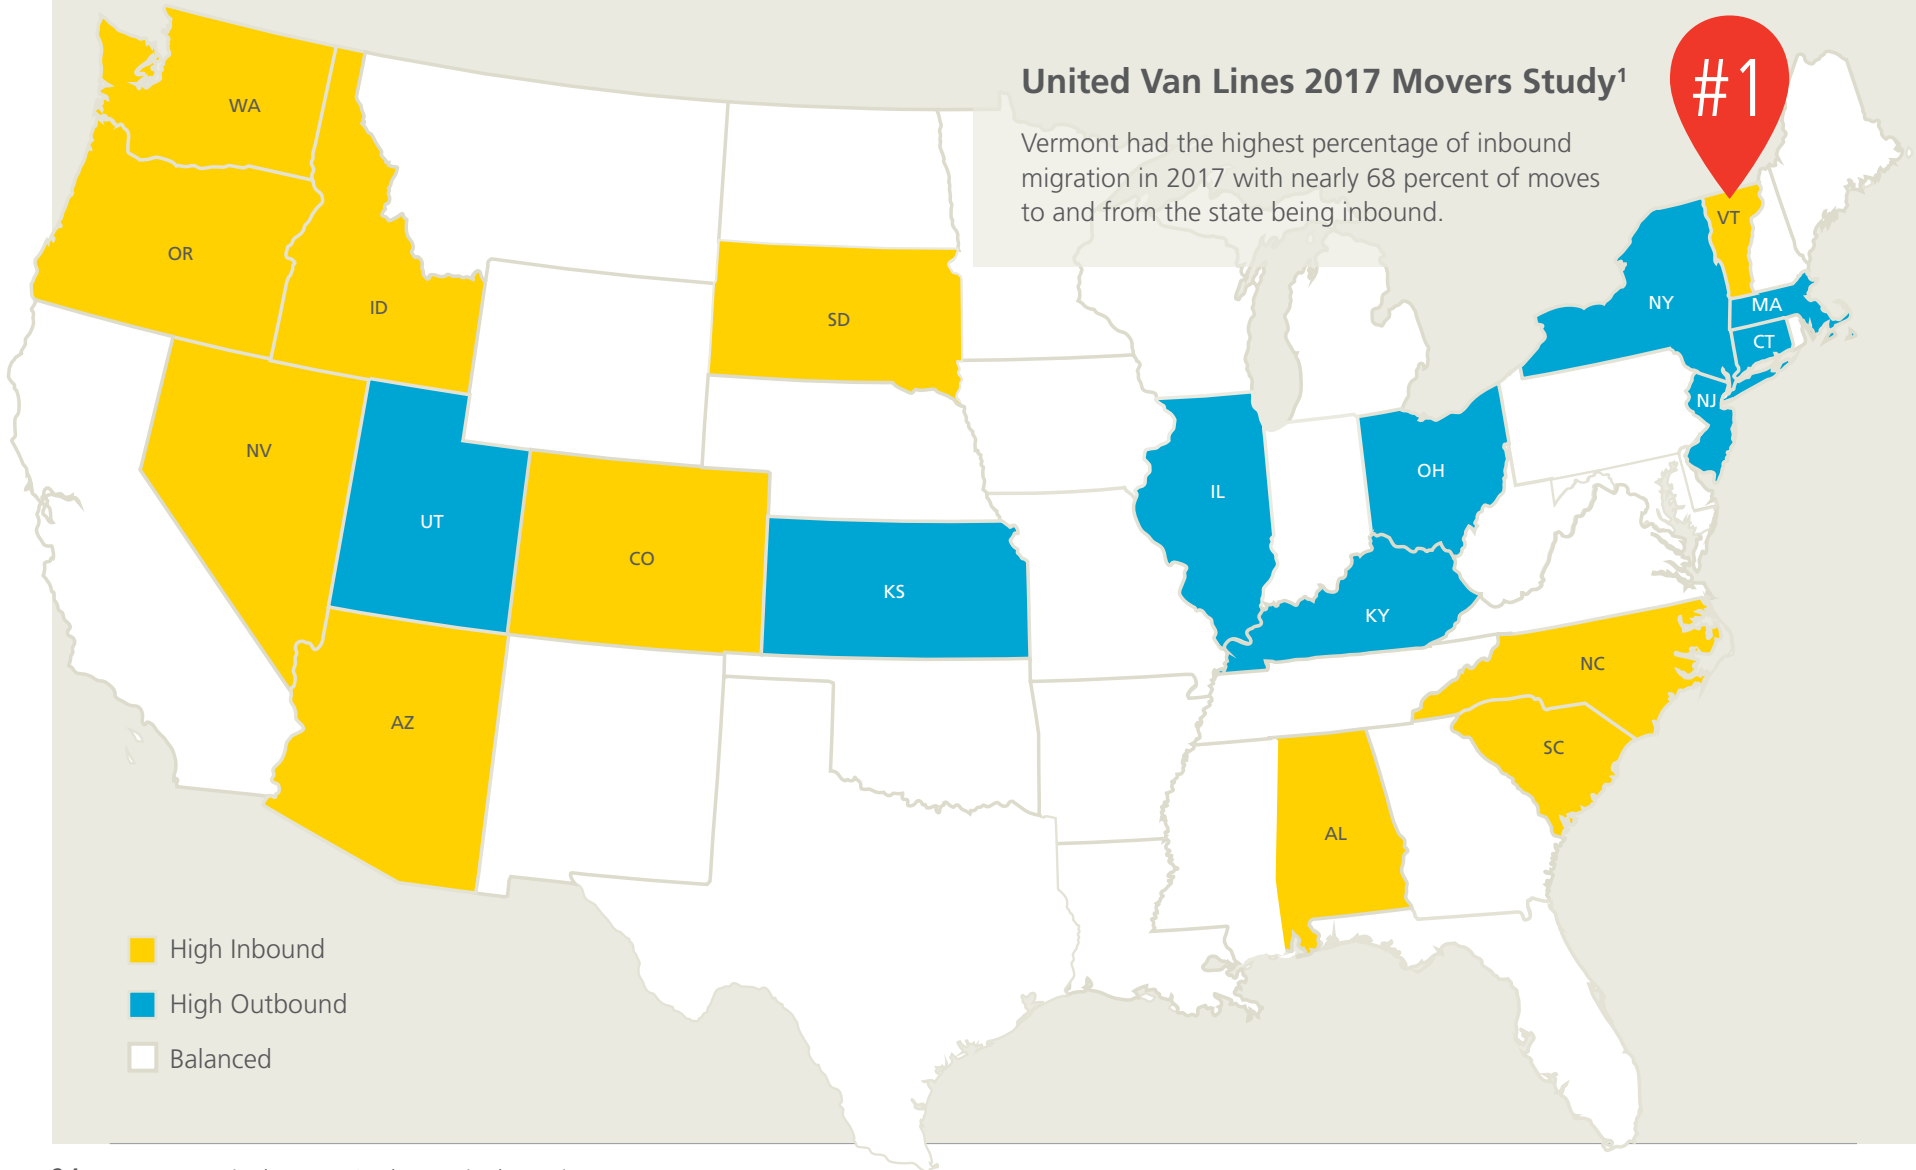 United Van Lines 2017 Movers Study¹
Vermont had the highest percentage of inbound
migration in 2017 with nearly 68 percent of moves
to and from the state being inbound.
#1
WA
OR
ID
SD
NV
UT
CO
KS
AZ
IL
OH
KY
NC
SC
AL
VT
NY
MA
CT
NJ
High Inbound
High Outbound
Balanced